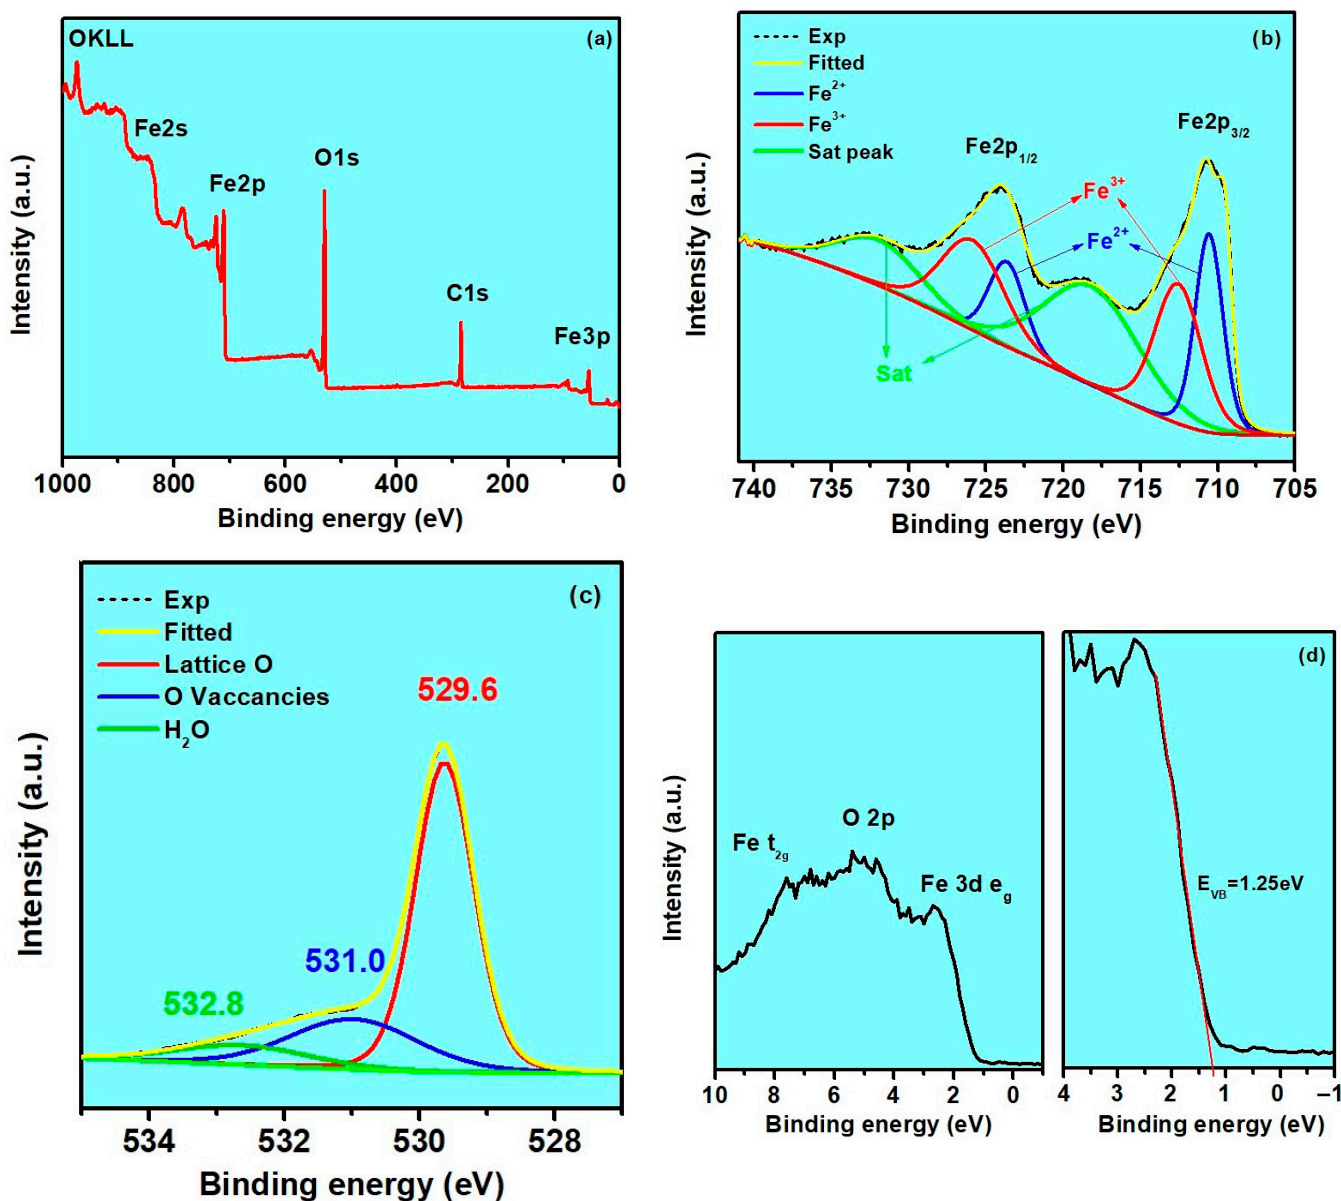 (a)
OKLL
Fe2s
Fe2p
O1s
C1s
Fe3p
Intensity (a.u.)
1000 800 600 400 200 0
Binding energy (eV)
(b)
Exp
Fitted
Fe²⁺
Fe³⁺
Sat peak
Fe2p₁/₂
Fe2p₃/₂
Fe³⁺
Fe²⁺
Sat
Intensity (a.u.)
740 735 730 725 720 715 710 705
Binding energy (eV)
(c)
Exp
Fitted
Lattice O
O Vaccancies
H₂O
529.6
531.0
532.8
Intensity (a.u.)
534 532 530 528
Binding energy (eV)
(d)
Fe t₂g
O 2p
Fe 3d eg
Intensity (a.u.)
10 8 6 4 2 0
Binding energy (eV)
E_VB=1.25eV
4 3 2 1 0 −1
Binding energy (eV)